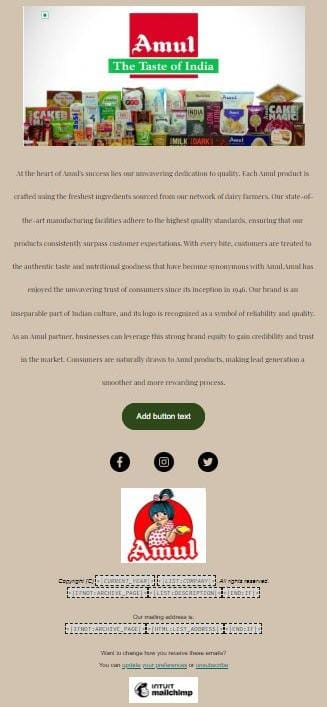 Amul
The Taste of India
CAKE
MAGIC
INDIA
MILK
DARK
At the heart of Amul's success lies our unwavering dedication to quality. Each Amul product is
crafted using the freshest ingredients sourced from our network of dairy farmers. Our state-of-
the-art manufacturing facilities adhere to the highest quality standards, ensuring that our
products consistently surpass customer expectations. With every bite, customers are treated to
the authentic taste and nutritional goodness that have become synonymous with Amul.Amul has
enjoyed the unwavering trust of consumers since its inception in 1946. Our brand is an
inseparable part of Indian culture, and its logo is recognized as a symbol of reliability and quality.
As an Amul partner, businesses can leverage this strong brand equity to gain credibility and trust
in the market. Consumers are naturally drawn to Amul products, making lead generation a
smoother and more rewarding process.
Add button text
Amul
Copyright (C) *|CURRENT_YEAR|* *|LIST:COMPANY|*. All rights reserved.
*|IFNOT:ARCHIVE_PAGE|* *|LIST:DESCRIPTION|* *|END:IF|*
Our mailing address is:
*|IFNOT:ARCHIVE_PAGE|* *|HTML:LIST_ADDRESS|* *|END:IF|*
Want to change how you receive these emails?
You can update your preferences or unsubscribe
INTUIT
mailchimp